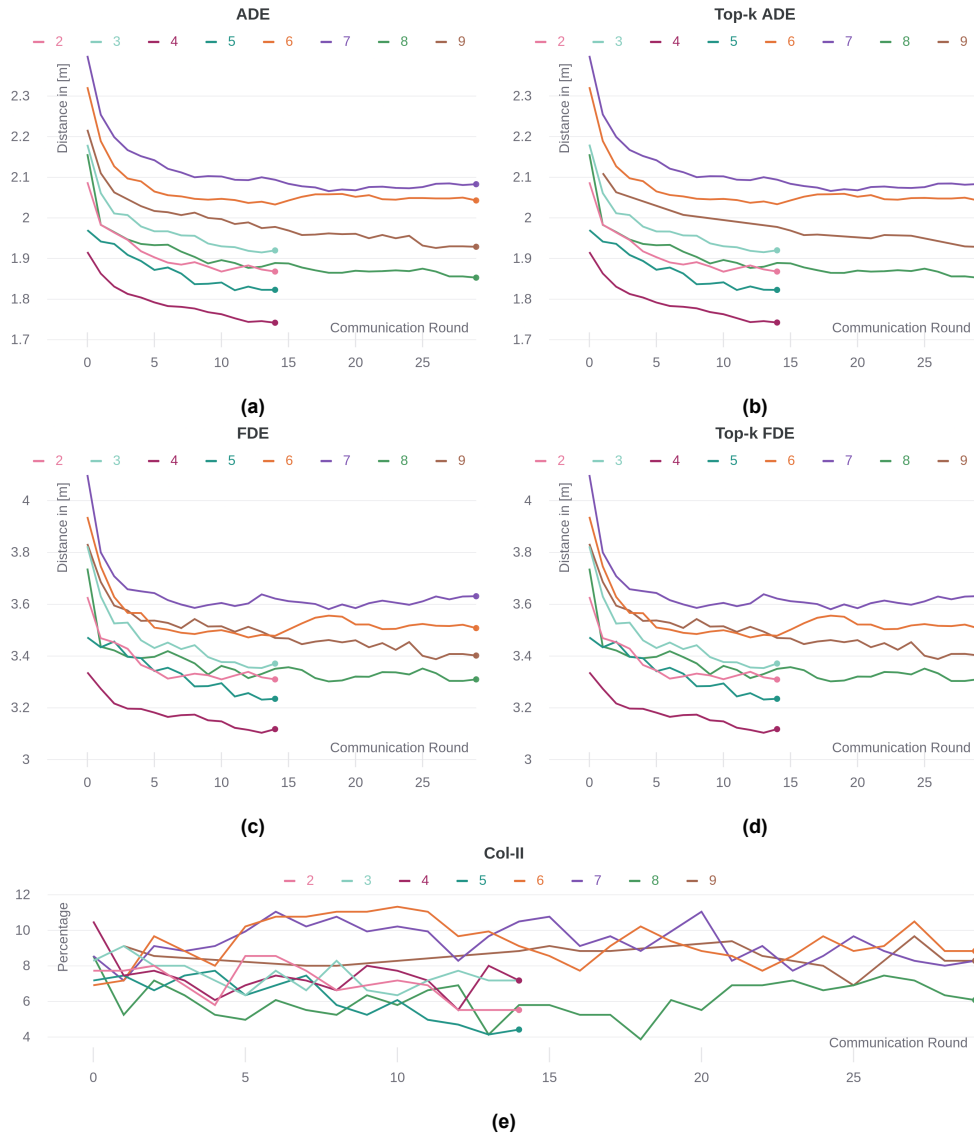 ADE
2 3 4 5 6 7 8 9
Distance in [m]
2.3
2.2
2.1
2
1.9
1.8
1.7
Communication Round
0 5 10 15 20 25
(a)
Top-k ADE
2 3 4 5 6 7 8 9
Distance in [m]
2.3
2.2
2.1
2
1.9
1.8
1.7
Communication Round
0 5 10 15 20 25
(b)
FDE
2 3 4 5 6 7 8 9
Distance in [m]
4
3.8
3.6
3.4
3.2
3
Communication Round
0 5 10 15 20 25
(c)
Top-k FDE
2 3 4 5 6 7 8 9
Distance in [m]
4
3.8
3.6
3.4
3.2
3
Communication Round
0 5 10 15 20 25
(d)
Col-II
2 3 4 5 6 7 8 9
Percentage
12
10
8
6
4
Communication Round
0 5 10 15 20 25
(e)